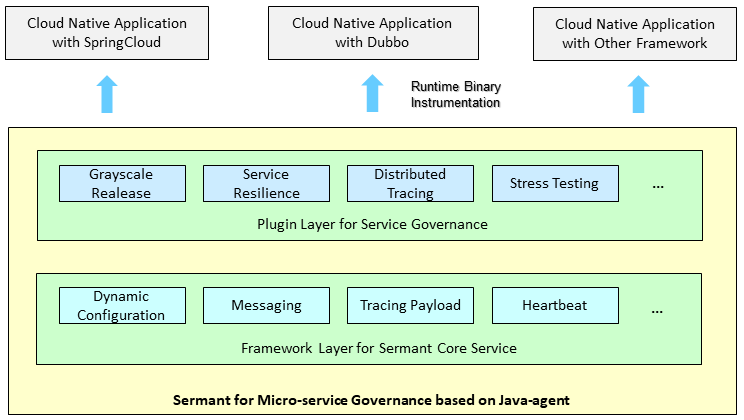 Cloud Native Application
with SpringCloud
Cloud Native Application
with Dubbo
Cloud Native Application
with Other Framework
Runtime Binary
Instrumentation
Grayscale
Realease
Service
Resilience
Distributed
Tracing
Stress Testing
...
Plugin Layer for Service Governance
Dynamic
Configuration
Messaging
Tracing Payload
Heartbeat
...
Framework Layer for Sermant Core Service
Sermant for Micro-service Governance based on Java-agent